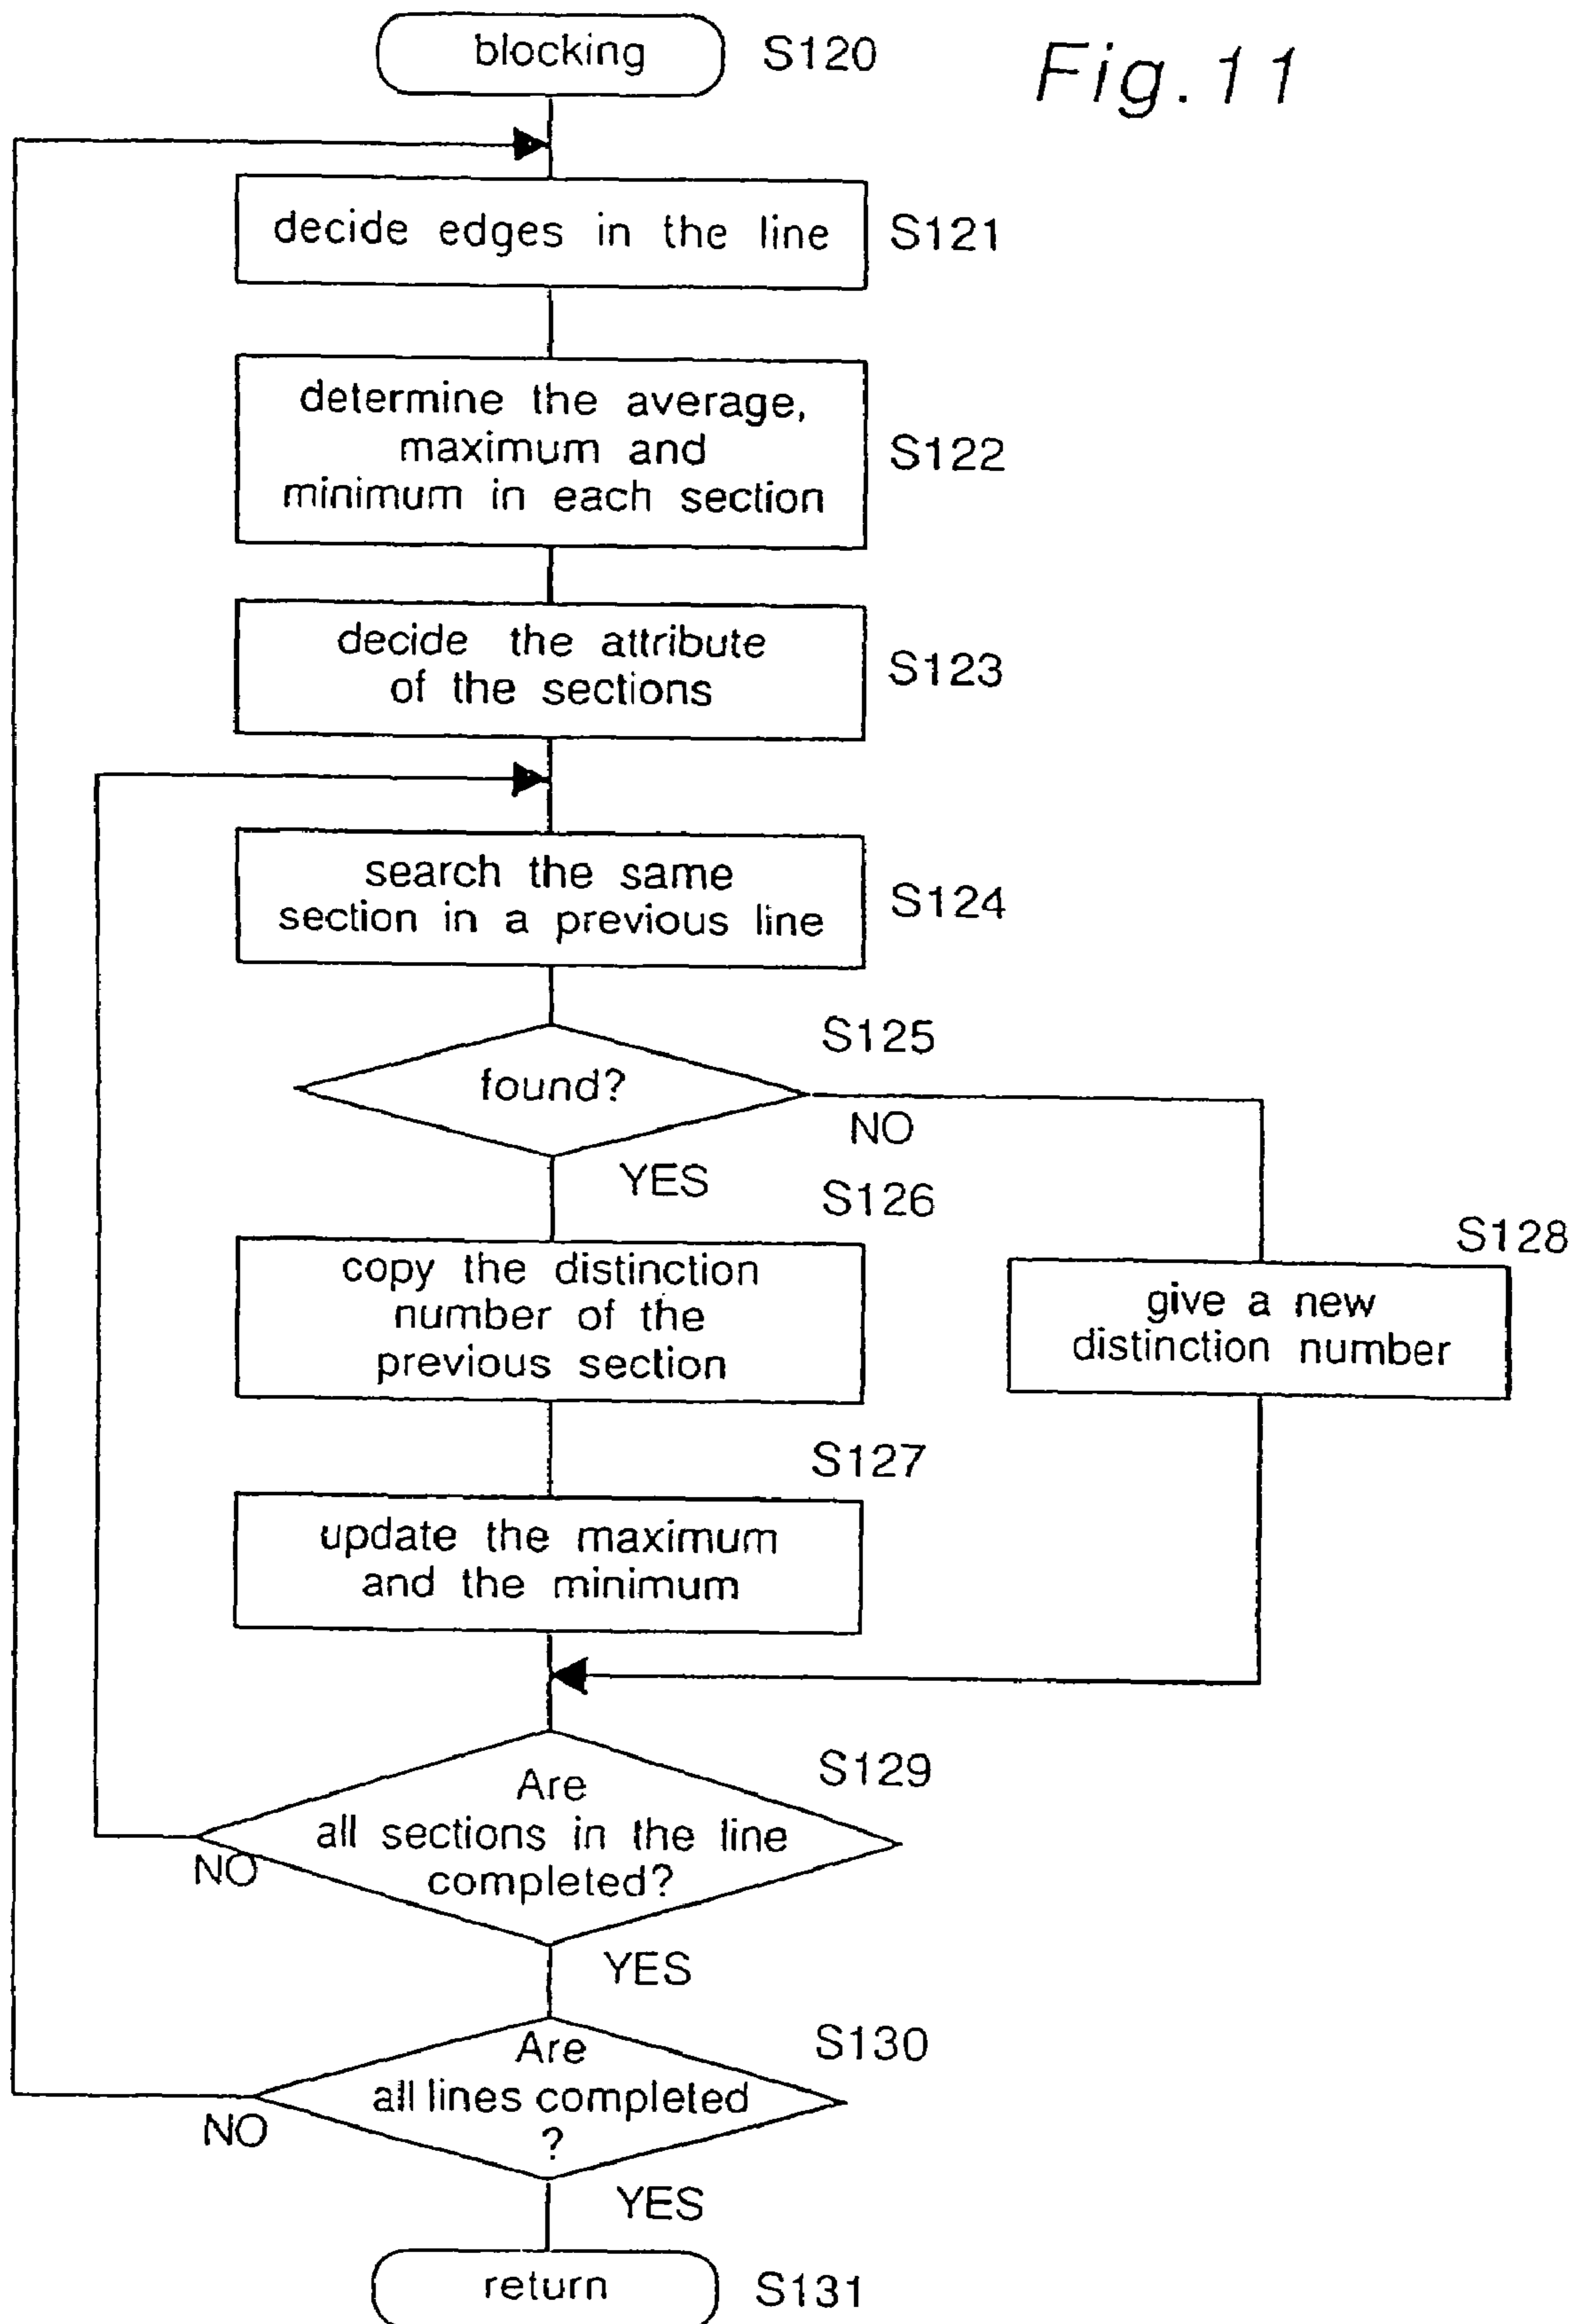 blocking
S120
Fig.11
decide edges in the line
S121
determine the average,
maximum and
minimum in each section
S122
decide the attribute
of the sections
S123
search the same
section in a previous line
S124
S125
found?
NO
YES
S126
copy the distinction
number of the
previous section
S128
give a new
distinction number
S127
update the maximum
and the minimum
S129
Are
all sections in the line
completed?
NO
YES
S130
Are
all lines completed
?
NO
YES
return
S131